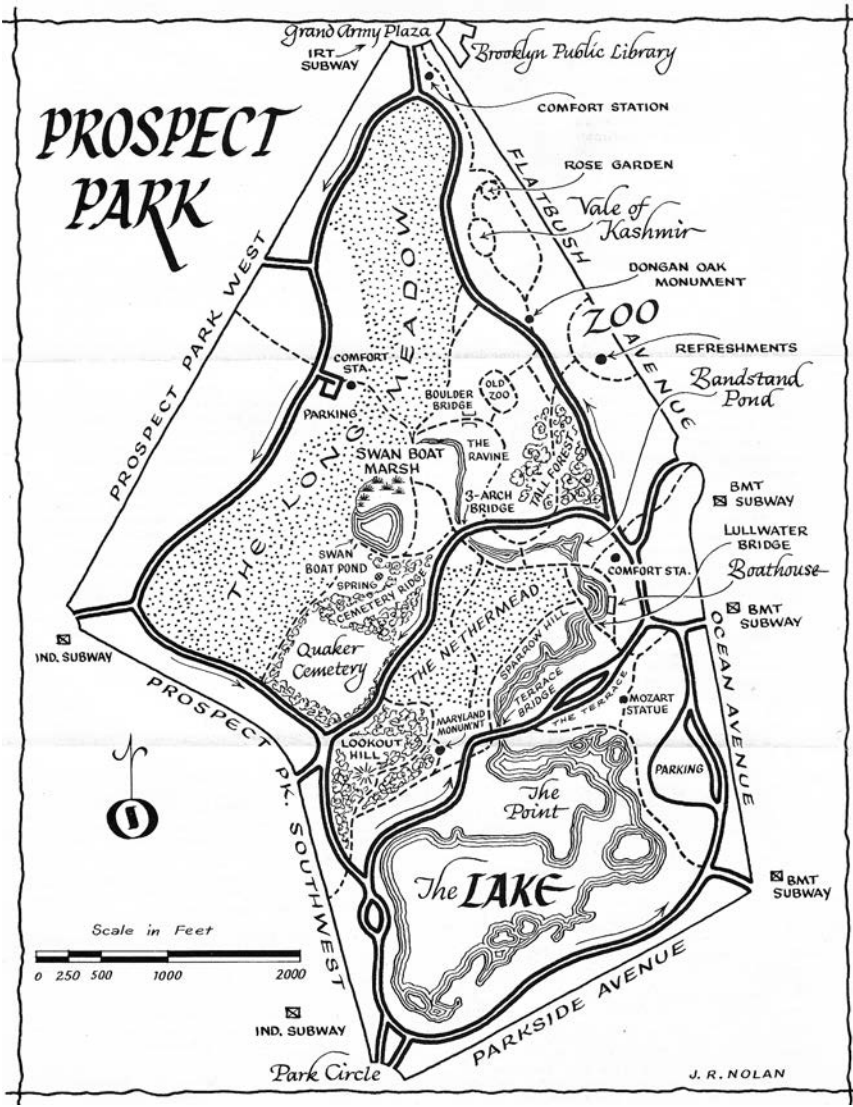 Grand Army Plaza
IRT
SUBWAY
Brooklyn Public Library
COMFORT STATION
PROSPECT
PARK
FLATBUSH AVENUE
ROSE GARDEN
Vale of
Kashmir
DONGAN OAK
MONUMENT
ZOO
REFRESHMENTS
Bandstand
Pond
PROSPECT PARK WEST
THE LONG MEADOW
COMFORT
STA.
PARKING
BOULDER
BRIDGE
OLD
ZOO
THE
RAVINE
TALL FOREST
SWAN BOAT
MARSH
3-ARCH
BRIDGE
BMT
SUBWAY
LULLWATER
BRIDGE
COMFORT STA.
Boathouse
SWAN
BOAT POND
SPRING
CEMETERY RIDGE
BMT
SUBWAY
OCEAN AVENUE
IND. SUBWAY
Quaker
Cemetery
THE NETHERMEAD
SPARROW HILL
TERRACE
BRIDGE
THE TERRACE
MOZART
STATUE
PROSPECT PK. SOUTHWEST
MARYLAND
MONUM'NT
LOOKOUT
HILL
PARKING
The
Point
The LAKE
BMT
SUBWAY
Scale in Feet
0 250 500 1000 2000
IND. SUBWAY
PARKSIDE AVENUE
Park Circle
J. R. NOLAN